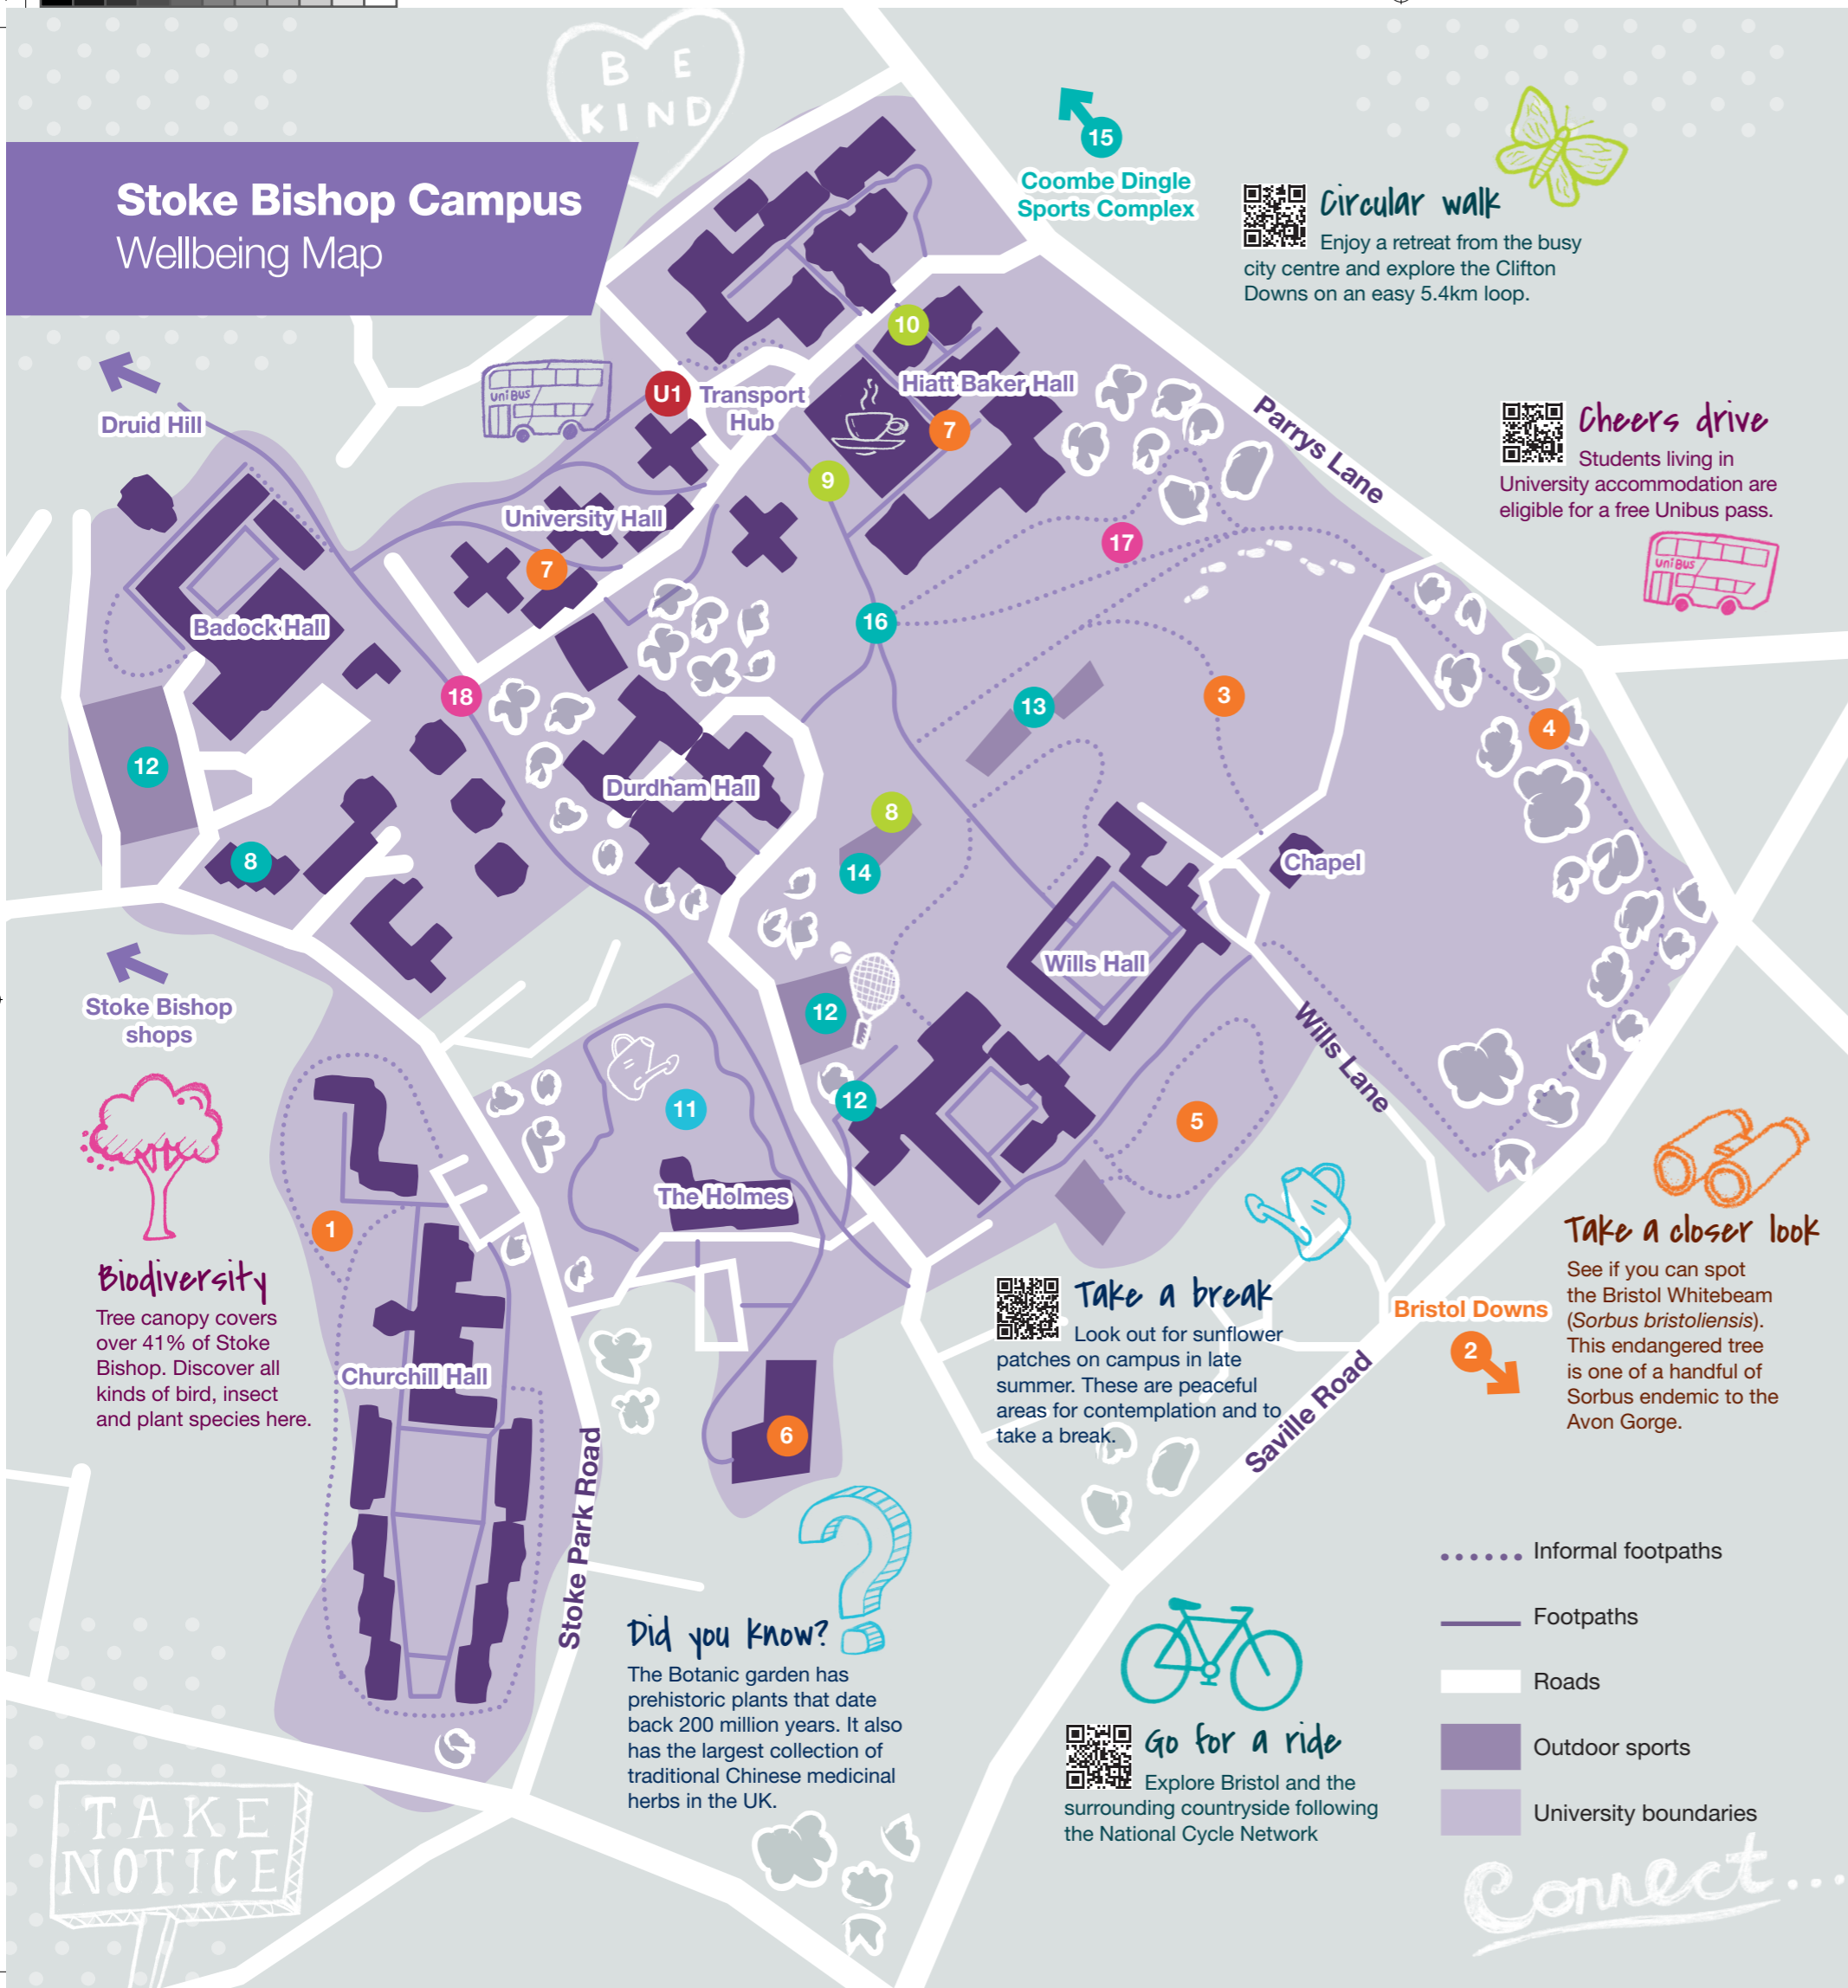 BE
KIND
Stoke Bishop Campus
Wellbeing Map
15
Coombe Dingle
Sports Complex
Circular walk
Enjoy a retreat from the busy
city centre and explore the Clifton
Downs on an easy 5.4km loop.
10
Hiatt Baker Hall
7
U1
Transport
Hub
Uni Bus
Druid Hill
Parrys Lane
Cheers drive
Students living in
University accommodation are
eligible for a free Unibus pass.
Uni Bus
9
University Hall
7
17
Badock Hall
16
18
13
3
4
12
Durdham Hall
8
14
8
Chapel
Wills Hall
12
Stoke Bishop
shops
Wills Lane
11
12
5
The Holmes
1
Biodiversity
Tree canopy covers
over 41% of Stoke
Bishop. Discover all
kinds of bird, insect
and plant species here.
Churchill Hall
Take a break
Look out for sunflower
patches on campus in late
summer. These are peaceful
areas for contemplation and to
take a break.
Bristol Downs
2
Take a closer look
See if you can spot
the Bristol Whitebeam
(Sorbus bristoliensis).
This endangered tree
is one of a handful of
Sorbus endemic to the
Avon Gorge.
Saville Road
6
Stoke Park Road
Did you know?
The Botanic garden has
prehistoric plants that date
back 200 million years. It also
has the largest collection of
traditional Chinese medicinal
herbs in the UK.
Go for a ride
Explore Bristol and the
surrounding countryside following
the National Cycle Network
Informal footpaths
Footpaths
Roads
Outdoor sports
University boundaries
TAKE
NOTICE
Connect...